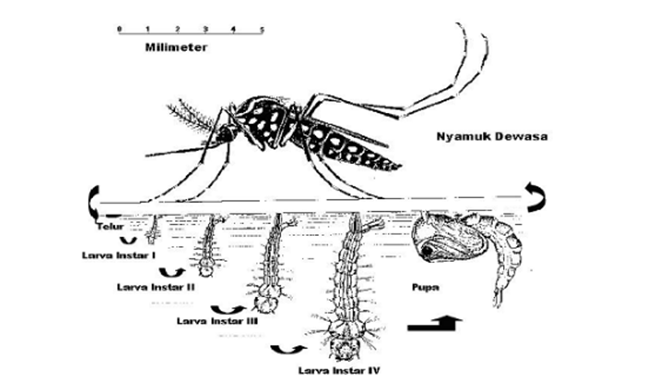 0 1 2 3 4 5
Milimeter
Nyamuk Dewasa
Telur
Larva Instar I
Larva Instar II
Larva Instar III
Larva Instar IV
Pupa